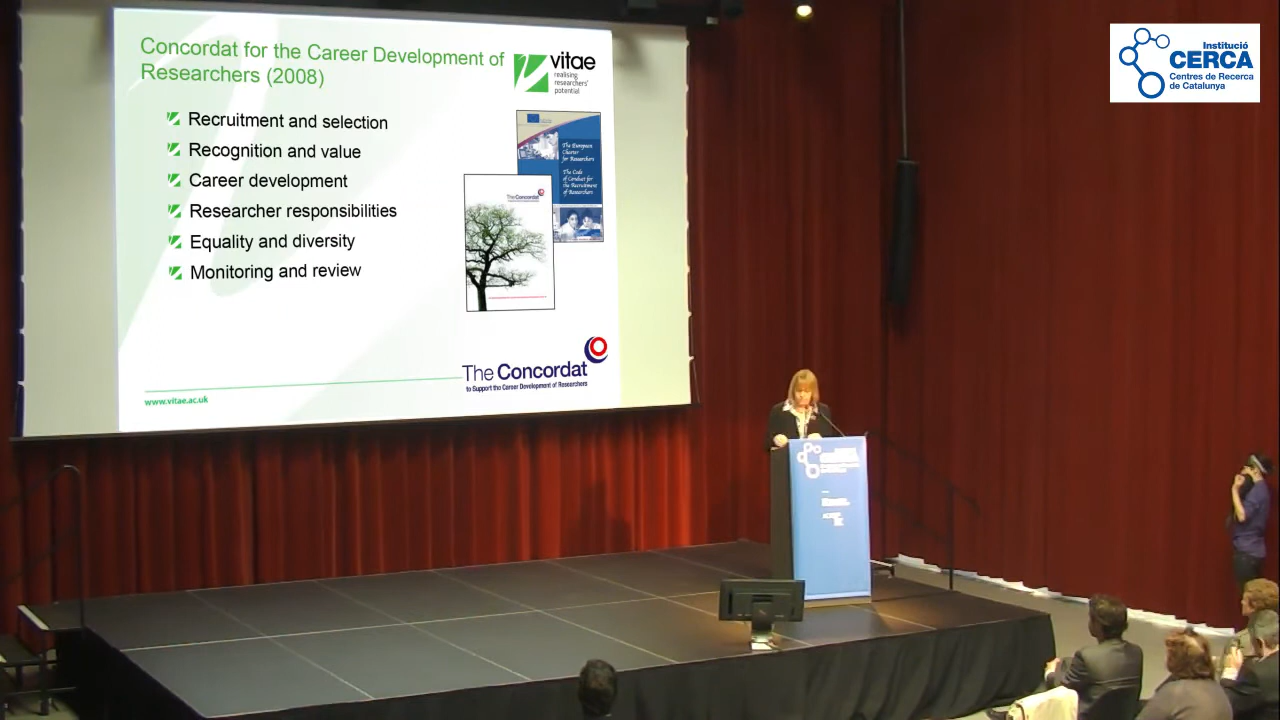 Concordat for the Career Development of
Researchers (2008)
vitae
realising
researchers'
potential
Recruitment and selection
Recognition and value
Career development
Researcher responsibilities
Equality and diversity
Monitoring and review
The European
Charter
for Researchers
The Code
of Conduct for
the Recruitment
of Researchers
The Concordat
The Concordat
to Support the Career Development of Researchers
www.vitae.ac.uk
Institució
CERCA
Centres de Recerca
de Catalunya